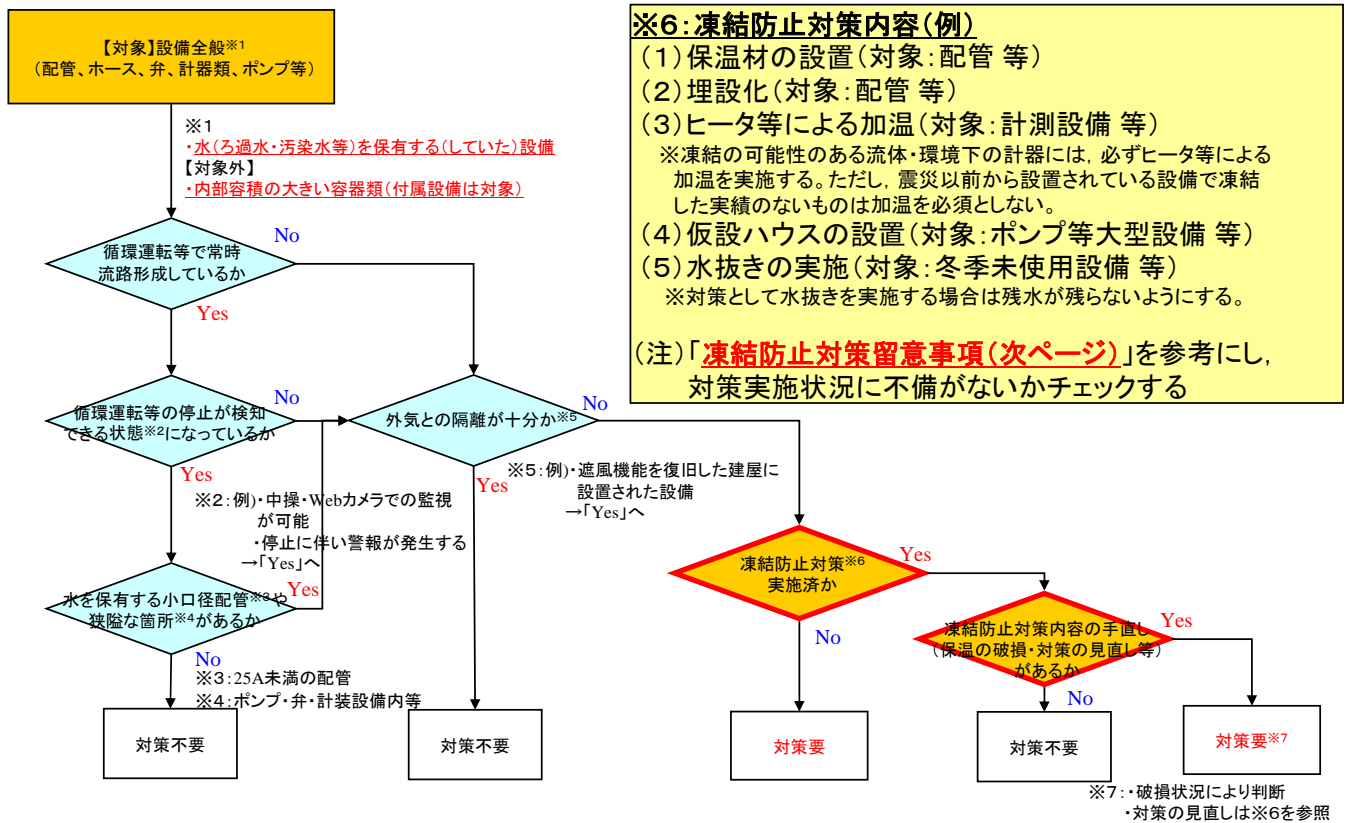 【対象】設備全般※1
(配管、ホース、弁、計器類、ポンプ等)
※1
・水(ろ過水・汚染水等)を保有する(していた)設備
【対象外】
・内部容積の大きい容器類(付属設備は対象)
循環運転等で常時
流路形成しているか
No
Yes
循環運転等の停止が検知
できる状態※2になっているか
No
Yes
※2:例)・中操・Webカメラでの監視
が可能
・停止に伴い警報が発生する
→「Yes」へ
水を保有する小口径配管※3や
狭隘な箇所※4があるか
Yes
No
※3:25A未満の配管
※4:ポンプ・弁・計装設備内等
対策不要
外気との隔離が十分か※5
No
Yes
※5:例)・遮風機能を復旧した建屋に
設置された設備
→「Yes」へ
対策不要
凍結防止対策※6
実施済か
Yes
No
対策要
凍結防止対策内容の手直し
(保温の破損・対策の見直し等)
があるか
Yes
No
対策不要
対策要※7
※7:・破損状況により判断
・対策の見直しは※6を参照
※6:凍結防止対策内容(例)
(1)保温材の設置(対象:配管 等)
(2)埋設化(対象:配管 等)
(3)ヒータ等による加温(対象:計測設備 等)
※凍結の可能性のある流体・環境下の計器には,必ずヒータ等による
加温を実施する。ただし,震災以前から設置されている設備で凍結
した実績のないものは加温を必須としない。
(4)仮設ハウスの設置(対象:ポンプ等大型設備 等)
(5)水抜きの実施(対象:冬季未使用設備 等)
※対策として水抜きを実施する場合は残水が残らないようにする。
(注)「凍結防止対策留意事項(次ページ)」を参考にし,
対策実施状況に不備がないかチェックする